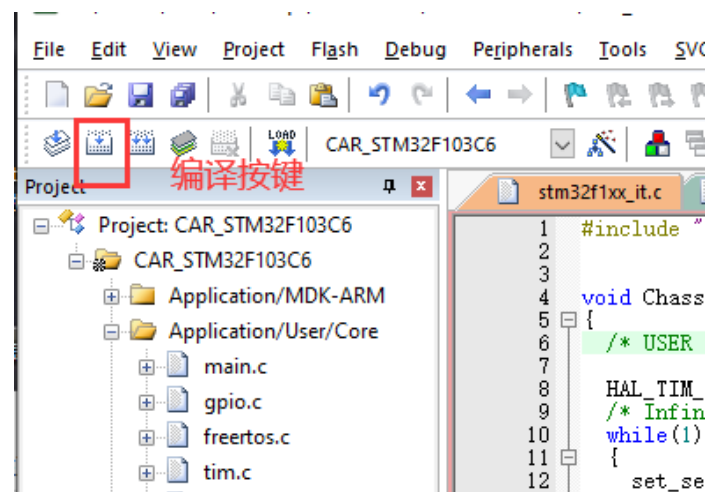 File Edit View Project Flash Debug Peripherals Tools SVC
LOAD CAR_STM32F103C6
编译按键
Project
stm32f1xx_it.c
Project: CAR_STM32F103C6
CAR_STM32F103C6
Application/MDK-ARM
Application/User/Core
main.c
gpio.c
freertos.c
tim.c
1 #include "
2
3
4 void Chass
5 {
6 /* USER
7
8 HAL_TIM_
9 /* Infin
10 while(1)
11 {
12 set_se